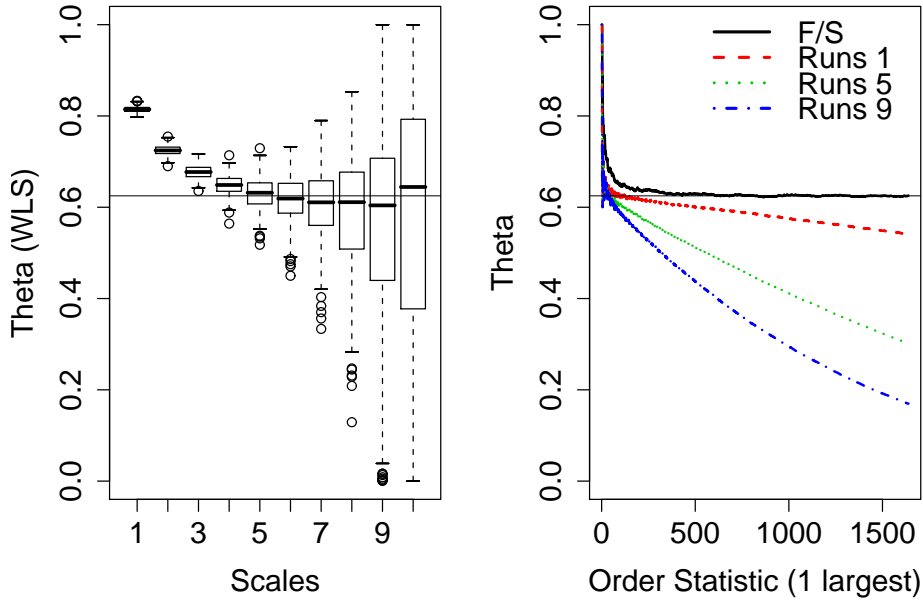 Theta (WLS)
1.0
0.8
0.6
0.4
0.2
0.0
1 3 5 7 9
Scales
Theta
1.0
0.8
0.6
0.4
0.2
0.0
F/S
Runs 1
Runs 5
Runs 9
0 500 1000 1500
Order Statistic (1 largest)